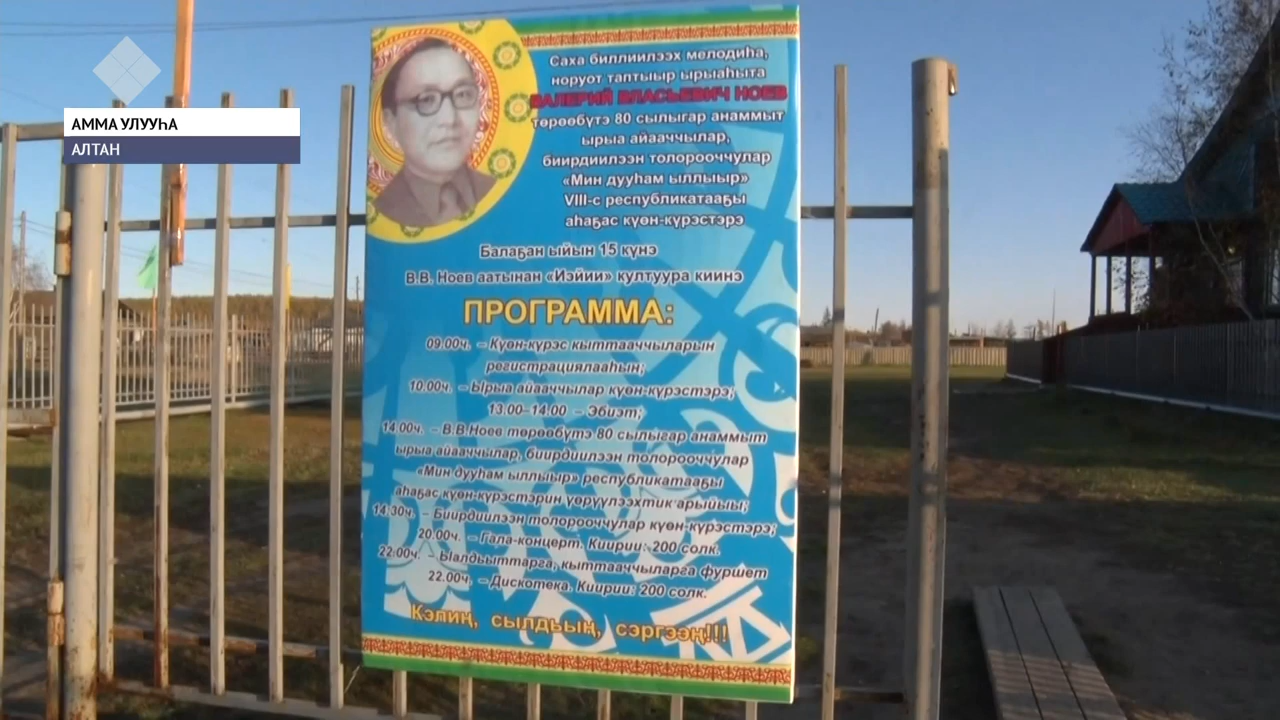 АММА УЛУУҺА
АЛТАН
Саха биллиилээх мелодиһа,
норуот таптыыр ырыаһыта
ВАЛЕРИЙ ВЛАСЬЕВИЧ НОЕВ
төрөөбүтэ 80 сылыгар анаммыт
ырыа айааччылар,
биирдиилээн толорооччулар
«Мин дууһам ыллыыр»
VIII-с республикатааҕы
аһаҕас күөн-күрэстэрэ
Балаҕан ыйын 15 күнэ
В.В. Ноев аатынан «Иэйии» култуура киинэ
ПРОГРАММА:
09.00ч. – Күөн-күрэс кыттааччыларын
регистрациялааһын;
10.00ч. – Ырыа айааччылар күөн-күрэстэрэ;
13.00–14.00 – Эбиэт;
14.00ч. – В.В.Ноев төрөөбүтэ 80 сылыгар анаммыт
ырыа айааччылар, биирдиилээн толорооччулар
«Мин дууһам ыллыыр» республикатааҕы
аһаҕас күөн-күрэстэрин үөрүүлээхтик арыйыы;
14.30ч. – Биирдиилээн толорооччулар күөн-күрэстэрэ;
20.00ч. – Гала-концерт. Киирии: 200 солк.
22.00ч. – Ыалдьыттарга, кыттааччыларга фуршет
22.00ч. – Дискотека. Киирии: 200 солк.
Кэлиҥ, сылдьыҥ, сэргээҥ!!!